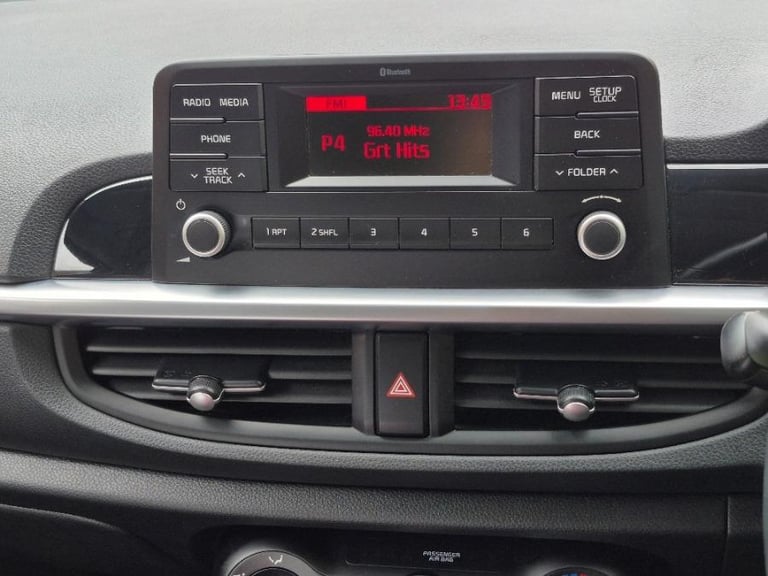 Bluetooth
RADIO MEDIA
PHONE
SEEK
TRACK
FM1 13:45
96.40 MHz
P4 Grt Hits
MENU SETUP
CLOCK
BACK
FOLDER
1 RPT 2 SHFL 3 4 5 6
PASSENGER
AIR BAG